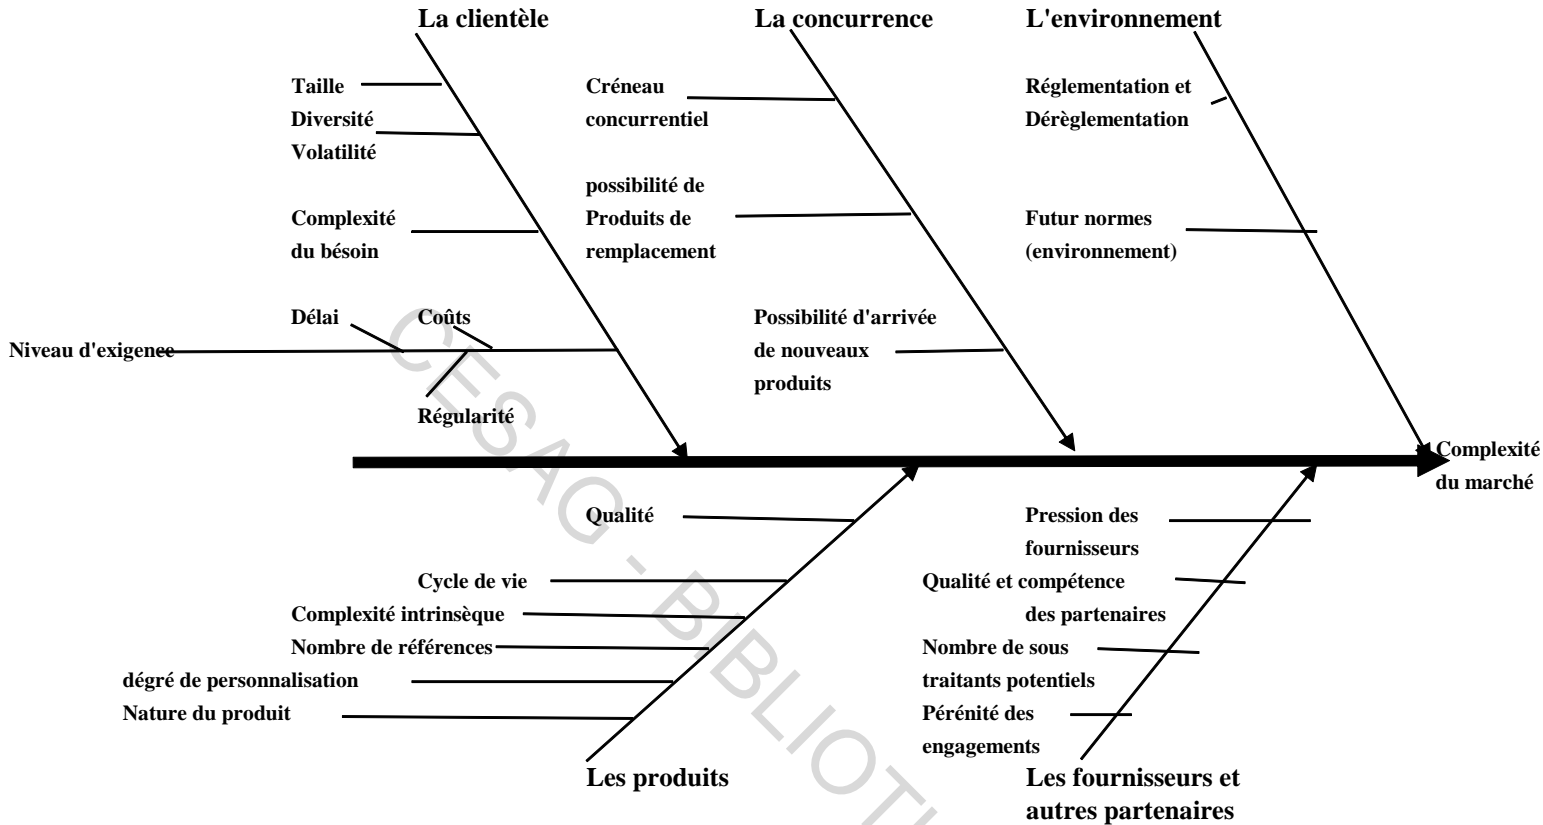 La clientèle
La concurrence
L'environnement
Taille
Diversité
Volatilité
Complexité
du bésoin
Délai
Coûts
Niveau d'exigence
Régularité
Créneau
concurrentiel
possibilité de
Produits de
remplacement
Possibilité d'arrivée
de nouveaux
produits
Réglementation et
Dérèglementation
Futur normes
(environnement)
Complexité
du marché
Qualité
Cycle de vie
Complexité intrinsèque
Nombre de références
dégré de personnalisation
Nature du produit
Les produits
Pression des
fournisseurs
Qualité et compétence
des partenaires
Nombre de sous
traitants potentiels
Pérénité des
engagements
Les fournisseurs et
autres partenaires
CESAG - BIBLIOTH